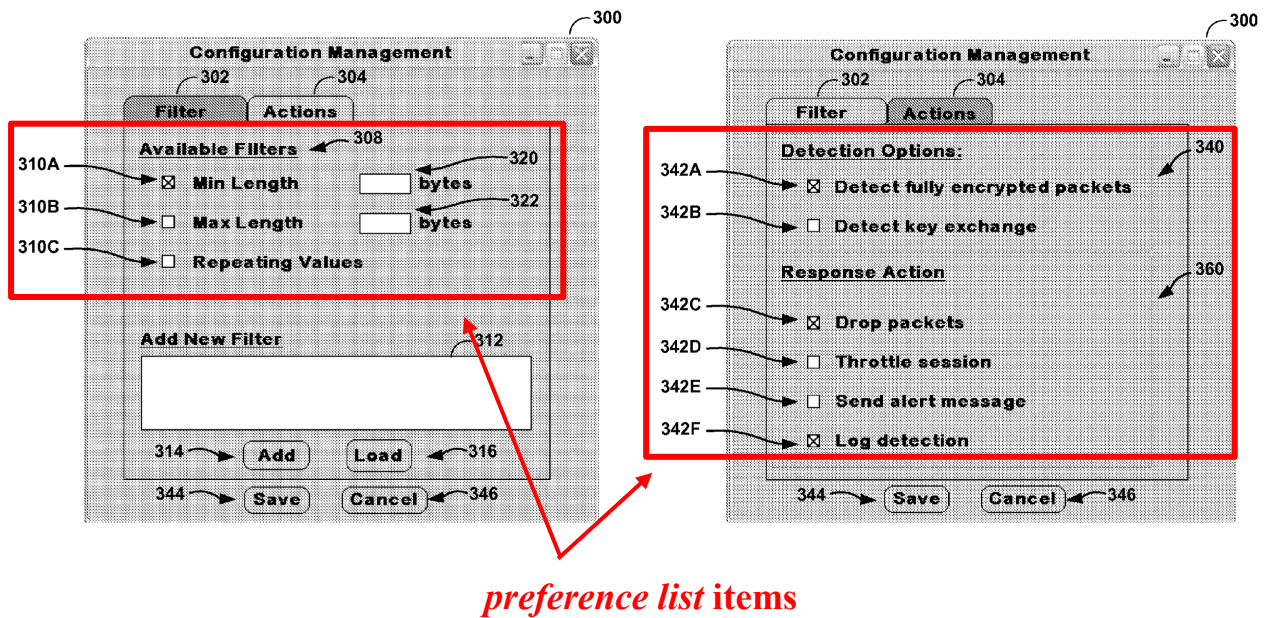 300
Configuration Management
302
304
Filter
Actions
308
Available Filters
310A
Min Length
320
bytes
310B
Max Length
322
bytes
310C
Repeating Values
Add New Filter
312
314
Add
Load
316
344
Save
Cancel
346
300
Configuration Management
302
304
Filter
Actions
Detection Options:
340
342A
Detect fully encrypted packets
342B
Detect key exchange
Response Action
360
342C
Drop packets
342D
Throttle session
342E
Send alert message
342F
Log detection
344
Save
Cancel
346
preference list items